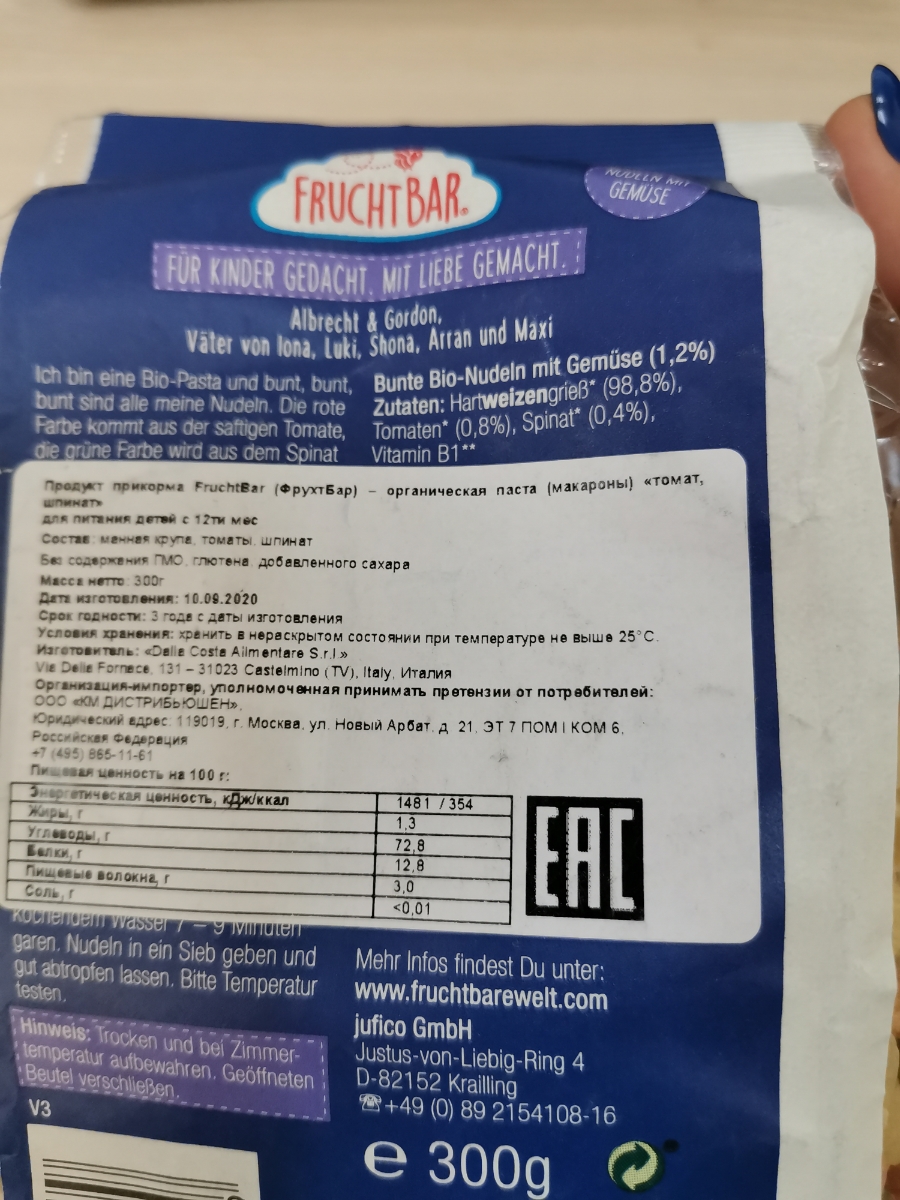 FRUCHTBAR®
NUDELN MIT
GEMÜSE
FÜR KINDER GEDACHT. MIT LIEBE GEMACHT.
Albrecht & Gordon,
Väter von Iona, Luki, Shona, Arran und Maxi
Ich bin eine Bio-Pasta und bunt, bunt,
bunt sind alle meine Nudeln. Die rote
Farbe kommt aus der saftigen Tomate,
die grüne Farbe wird aus dem Spinat
Bunte Bio-Nudeln mit Gemüse (1,2%)
Zutaten: Hartweizengrieß* (98,8%),
Tomaten* (0,8%), Spinat* (0,4%),
Vitamin B1**
Продукт прикорма FruchtBar (ФрухтБар) – органическая паста (макароны) «томат,
шпинат»
для питания детей с 12ти мес
Состав: манная крупа, томаты, шпинат
Без содержания ГМО, глютена, добавленного сахара
Масса нетто: 300г
Дата изготовления: 10.09.2020
Срок годности: 3 года с даты изготовления
Условия хранения: хранить в нераскрытом состоянии при температуре не выше 25°C.
Изготовитель: «Dalla Costa Alimentare S.r.l.»
Via Delle Fornace, 131 – 31023 Castelmino (TV), Italy, Италия
Организация-импортер, уполномоченная принимать претензии от потребителей:
ООО «КМ ДИСТРИБЬЮШЕН»,
Юридический адрес: 119019, г. Москва, ул. Новый Арбат, д 21, ЭТ 7 ПОМ I КОМ 6,
Российская Федерация
+7 (495) 865-11-61
Пищевая ценность на 100 г:
Энергетическая ценность, кДж/ккал 1481 / 354
Жиры, г 1,3
Углеводы, г 72,8
Белки, г 12,8
Пищевые волокна, г 3,0
Соль, г <0,01
EAC
kochendem Wasser 7 – 9 Minuten
garen. Nudeln in ein Sieb geben und
gut abtropfen lassen. Bitte Temperatur
testen.
Hinweis: Trocken und bei Zimmer-
temperatur aufbewahren. Geöffneten
Beutel verschließen.
V3
Mehr Infos findest Du unter:
www.fruchtbarewelt.com
jufico GmbH
Justus-von-Liebig-Ring 4
D-82152 Krailling
☎+49 (0) 89 2154108-16
e 300g